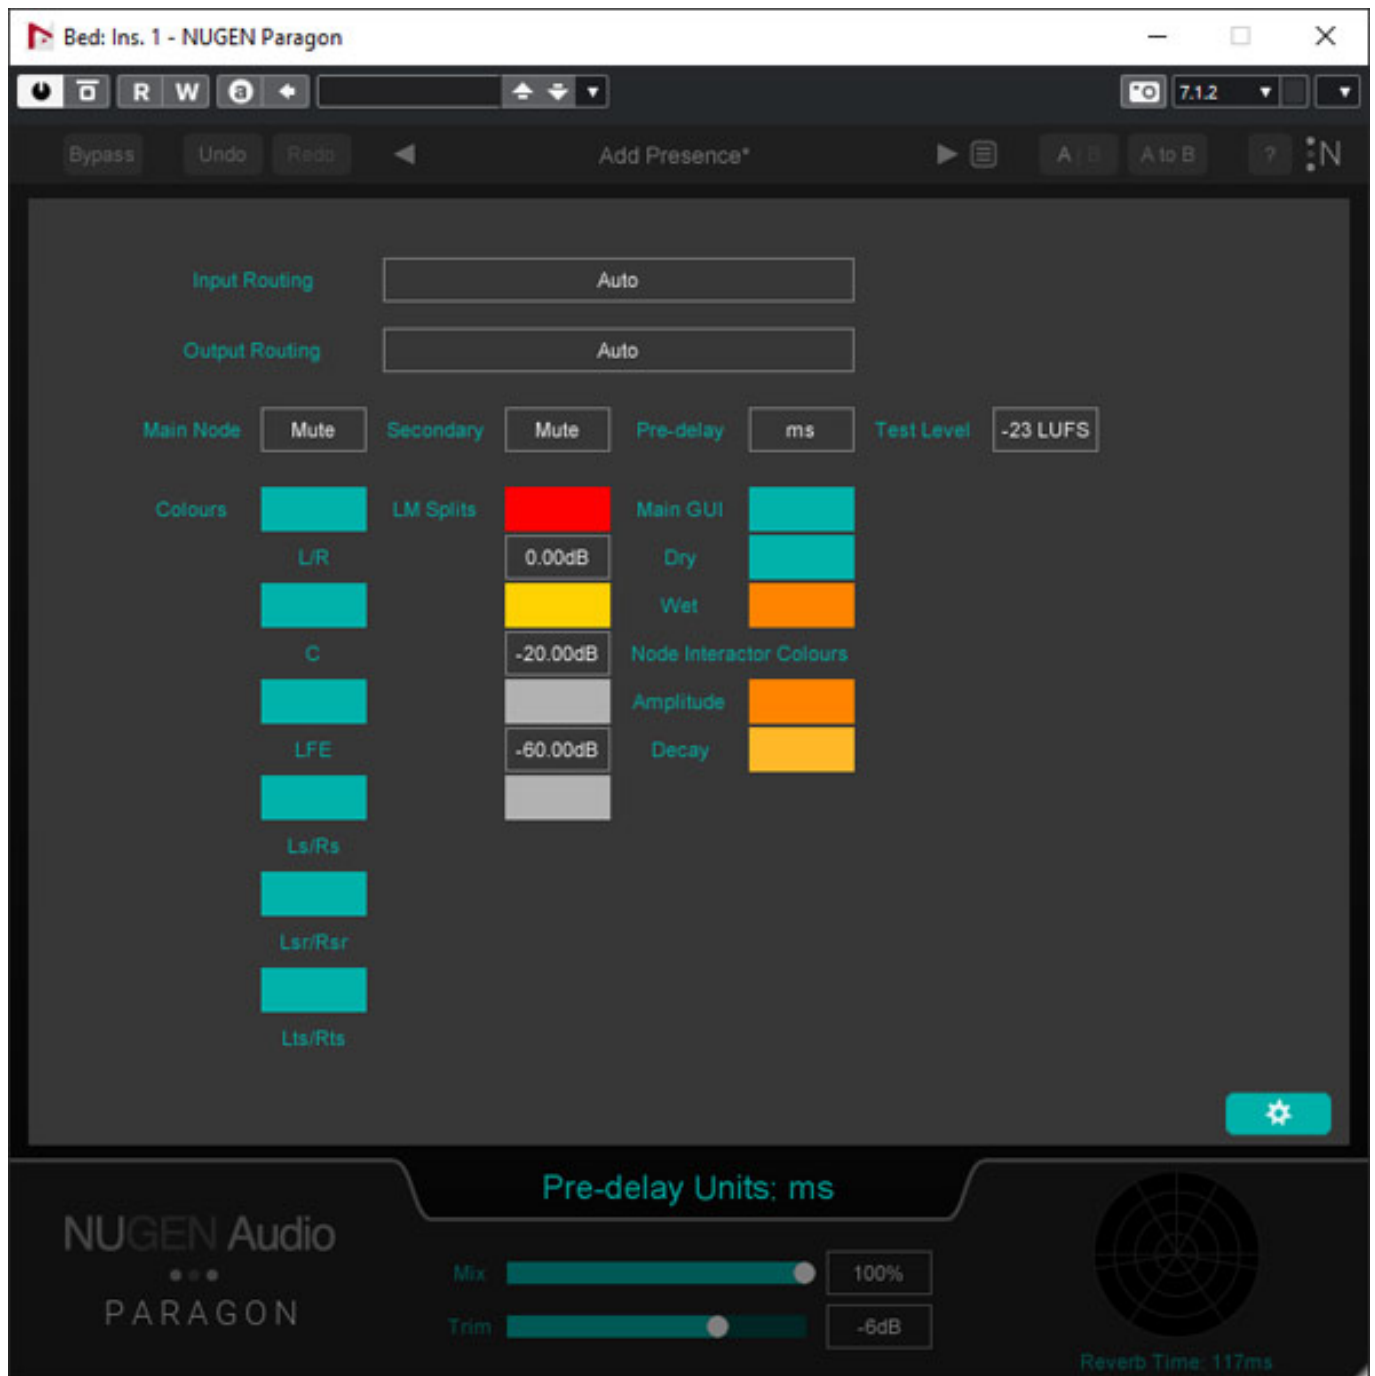 Bed: Ins. 1 - NUGEN Paragon
R W a 7.1.2
Bypass Undo Redo Add Presence* A | B A to B ? N
Input Routing Auto
Output Routing Auto
Main Node Mute Secondary Mute Pre-delay ms Test Level -23 LUFS
Colours LM Splits Main GUI
L/R 0.00dB Dry
Wet
C -20.00dB Node Interactor Colours
Amplitude
LFE -60.00dB Decay
Ls/Rs
Lsr/Rsr
Lts/Rts
Pre-delay Units: ms
NUGEN Audio
PARAGON
Mix 100%
Trim -6dB
Reverb Time: 117ms